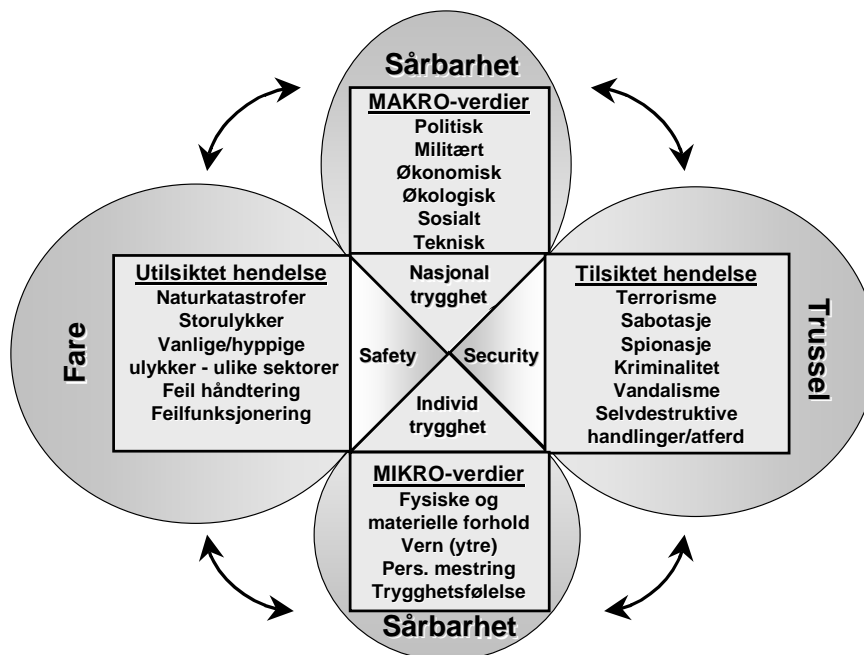 Sårbarhet
MAKRO-verdier
Politisk
Militært
Økonomisk
Økologisk
Sosialt
Teknisk
Fare
Utilsiktet hendelse
Naturkatastrofer
Storulykker
Vanlige/hyppige
ulykker - ulike sektorer
Feil håndtering
Feilfunksjonering
Nasjonal
trygghet
Safety
Security
Individ
trygghet
Tilsiktet hendelse
Terrorisme
Sabotasje
Spionasje
Kriminalitet
Vandalisme
Selvdestruktive
handlinger/atferd
Trussel
MIKRO-verdier
Fysiske og
materielle forhold
Vern (ytre)
Pers. mestring
Trygghetsfølelse
Sårbarhet